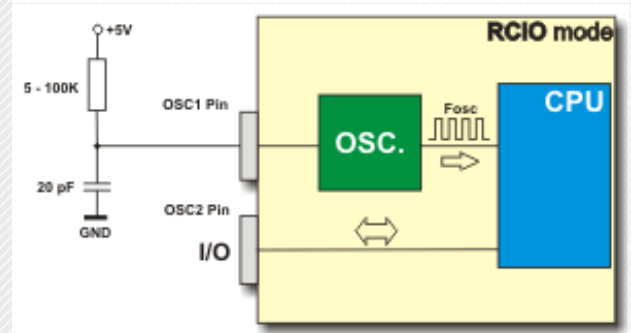 RCIO mode
+5V
5 - 100K
OSC1 Pin
Fosc
CPU
OSC.
20 pF
OSC2 Pin
GND
I/O